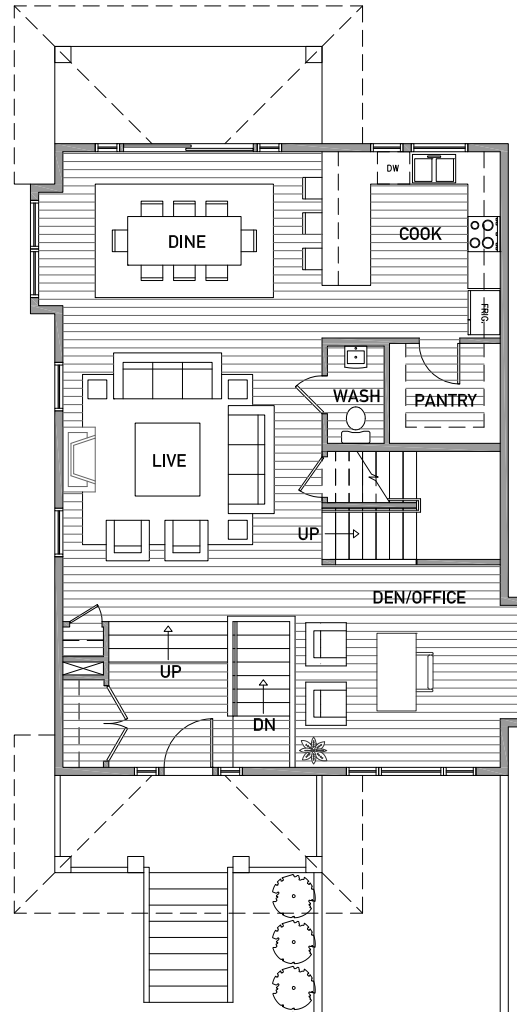 DW
COOK
DINE
FRIG.
WASH
PANTRY
LIVE
UP
DEN/OFFICE
UP
DN